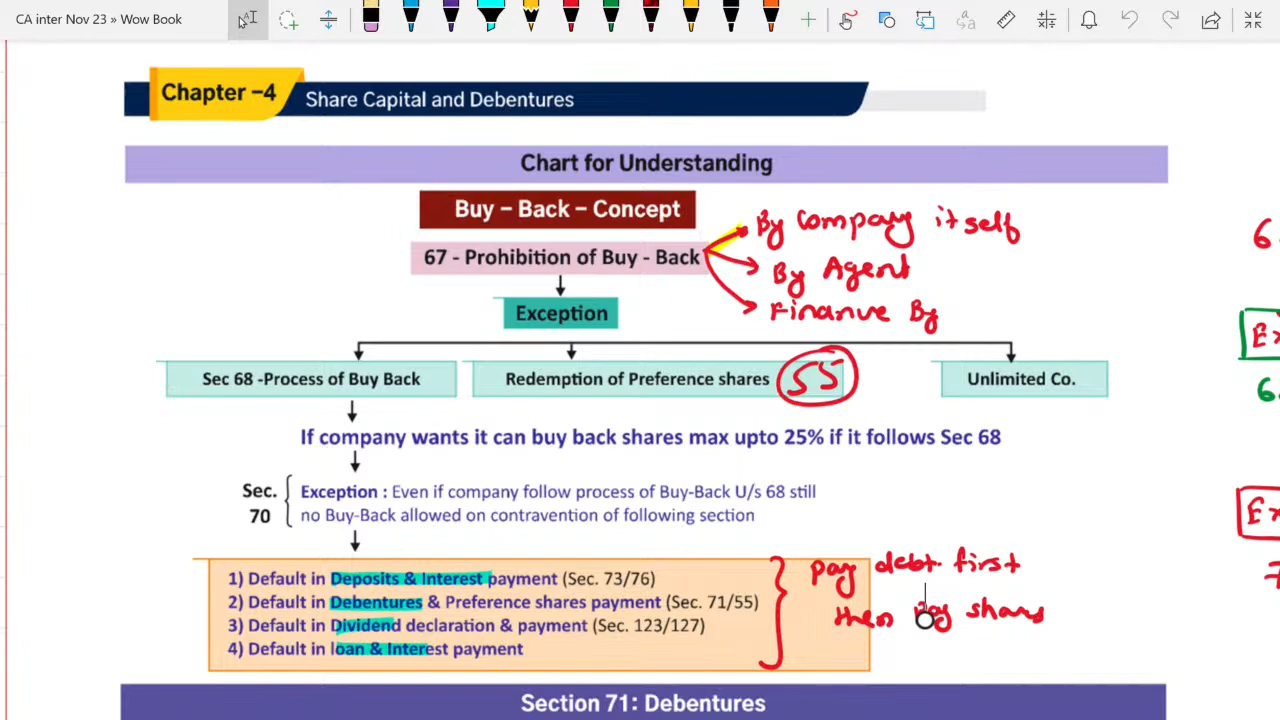 CA inter Nov 23 » Wow Book
Chapter –4
Share Capital and Debentures
Chart for Understanding
Buy – Back – Concept
67 - Prohibition of Buy - Back
By Company itself
By Agent
Finance By
Exception
Sec 68 -Process of Buy Back
Redemption of Preference shares
55
Unlimited Co.
If company wants it can buy back shares max upto 25% if it follows Sec 68
Sec. 70
Exception : Even if company follow process of Buy-Back U/s 68 still
no Buy-Back allowed on contravention of following section
1) Default in Deposits & Interest payment (Sec. 73/76)
2) Default in Debentures & Preference shares payment (Sec. 71/55)
3) Default in Dividend declaration & payment (Sec. 123/127)
4) Default in loan & Interest payment
Pay debt first
then pay shares
Section 71: Debentures